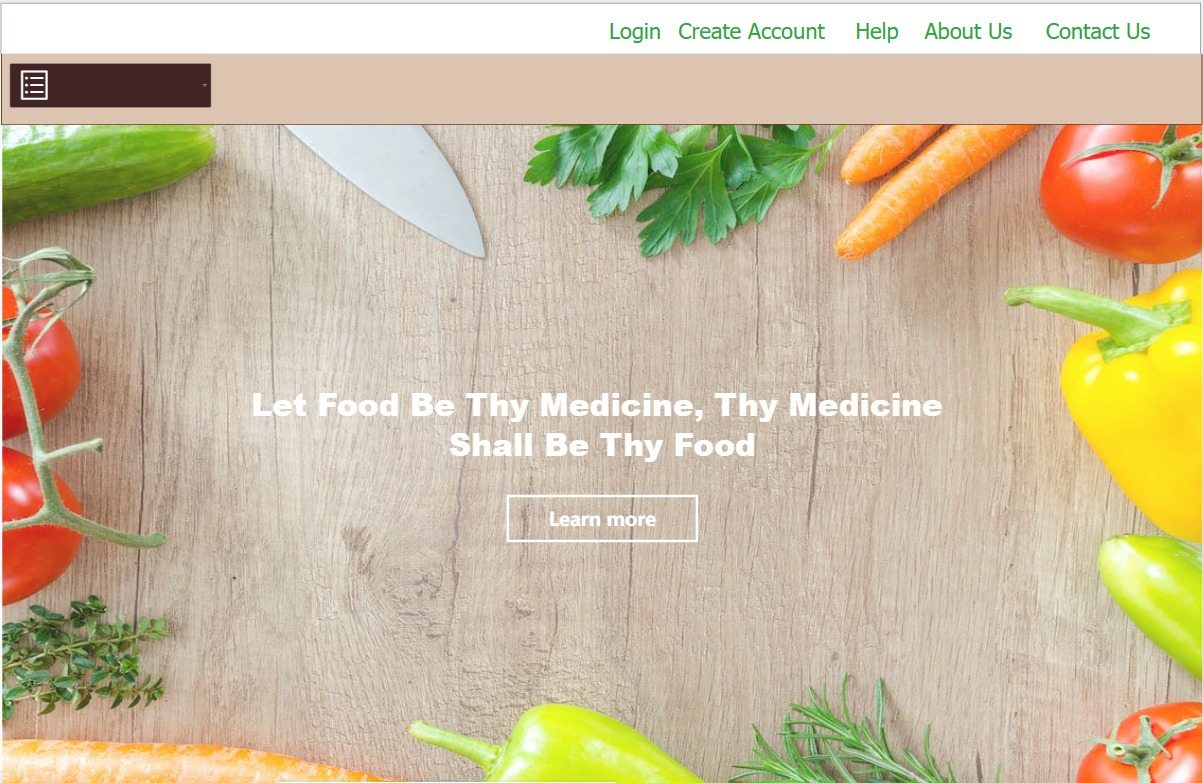 Login Create Account Help About Us Contact Us
Let Food Be Thy Medicine, Thy Medicine
Shall Be Thy Food
Learn more